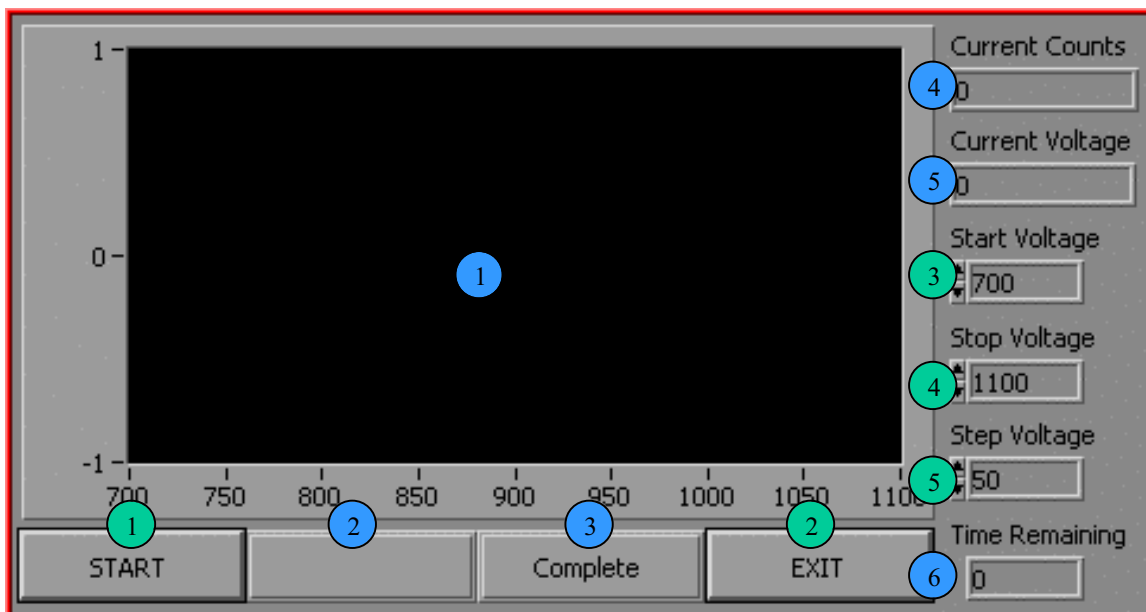 Current Counts
1
4
0
Current Voltage
5
0
Start Voltage
0
1
3
700
Stop Voltage
4
1100
Step Voltage
-1
5
50
700 750 800 850 900 950 1000 1050 1100
1 2 3 2
Time Remaining
START Complete EXIT
6
0